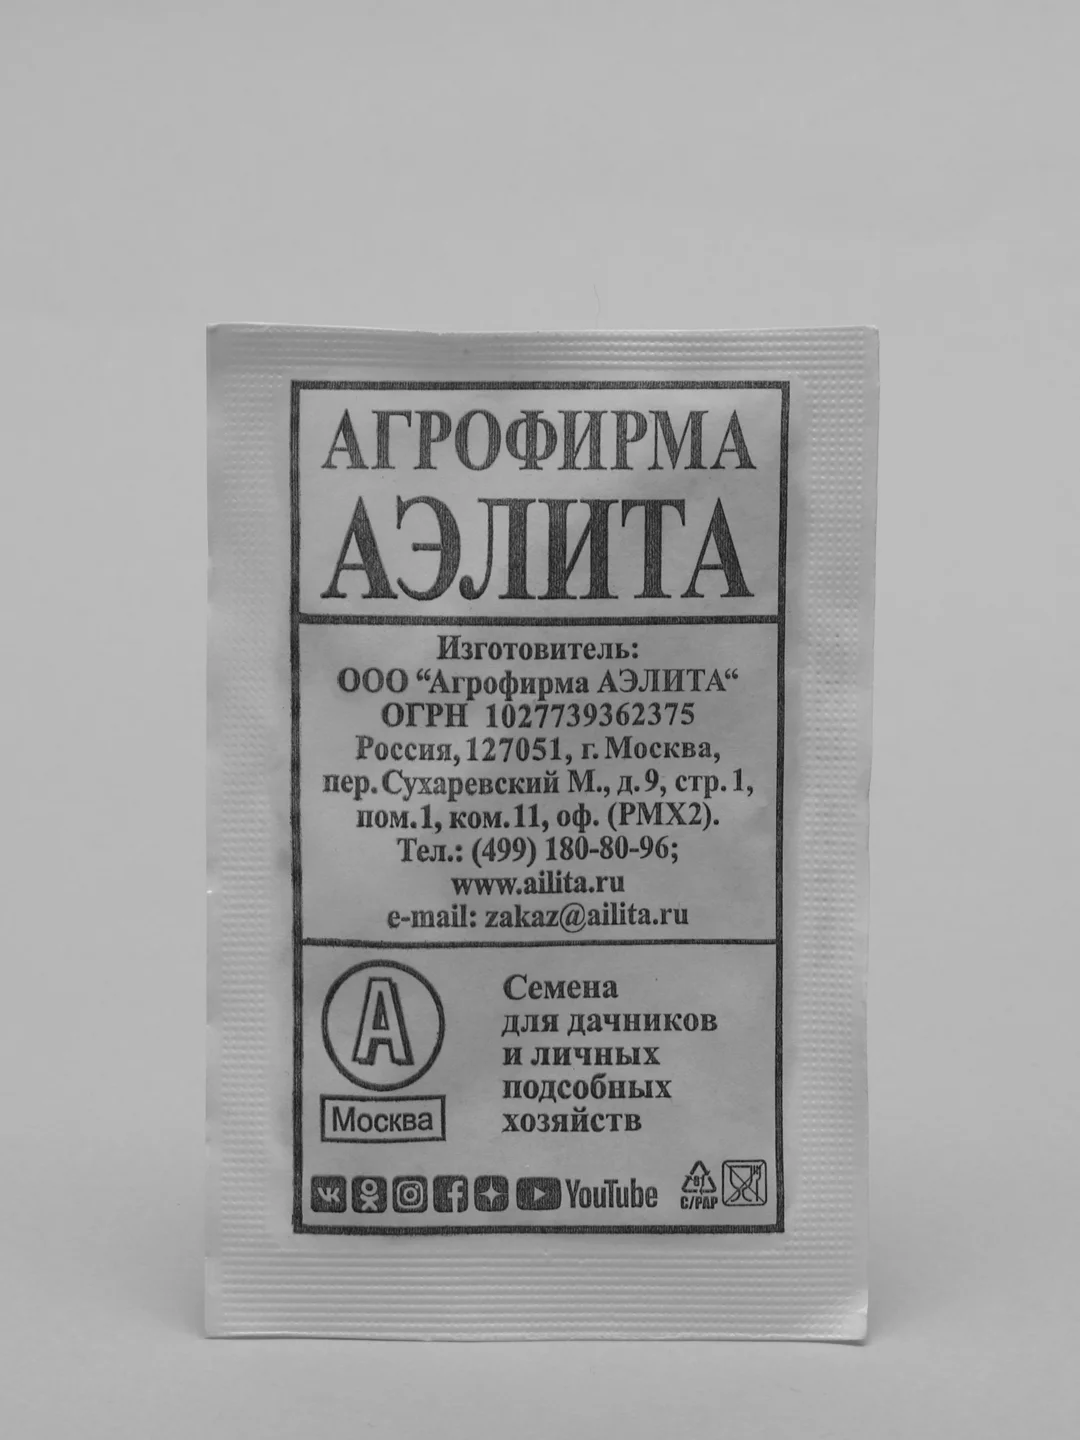 АГРОФИРМА
АЭЛИТА
Изготовитель:
ООО “Агрофирма АЭЛИТА“
ОГРН 1027739362375
Россия, 127051, г. Москва,
пер. Сухаревский М., д. 9, стр. 1,
пом. 1, ком. 11, оф. (РМХ2).
Тел.: (499) 180-80-96;
www.ailita.ru
e-mail: zakaz@ailita.ru
А
Москва
Семена
для дачников
и личных
подсобных
хозяйств
YouTube
81
C/PAP